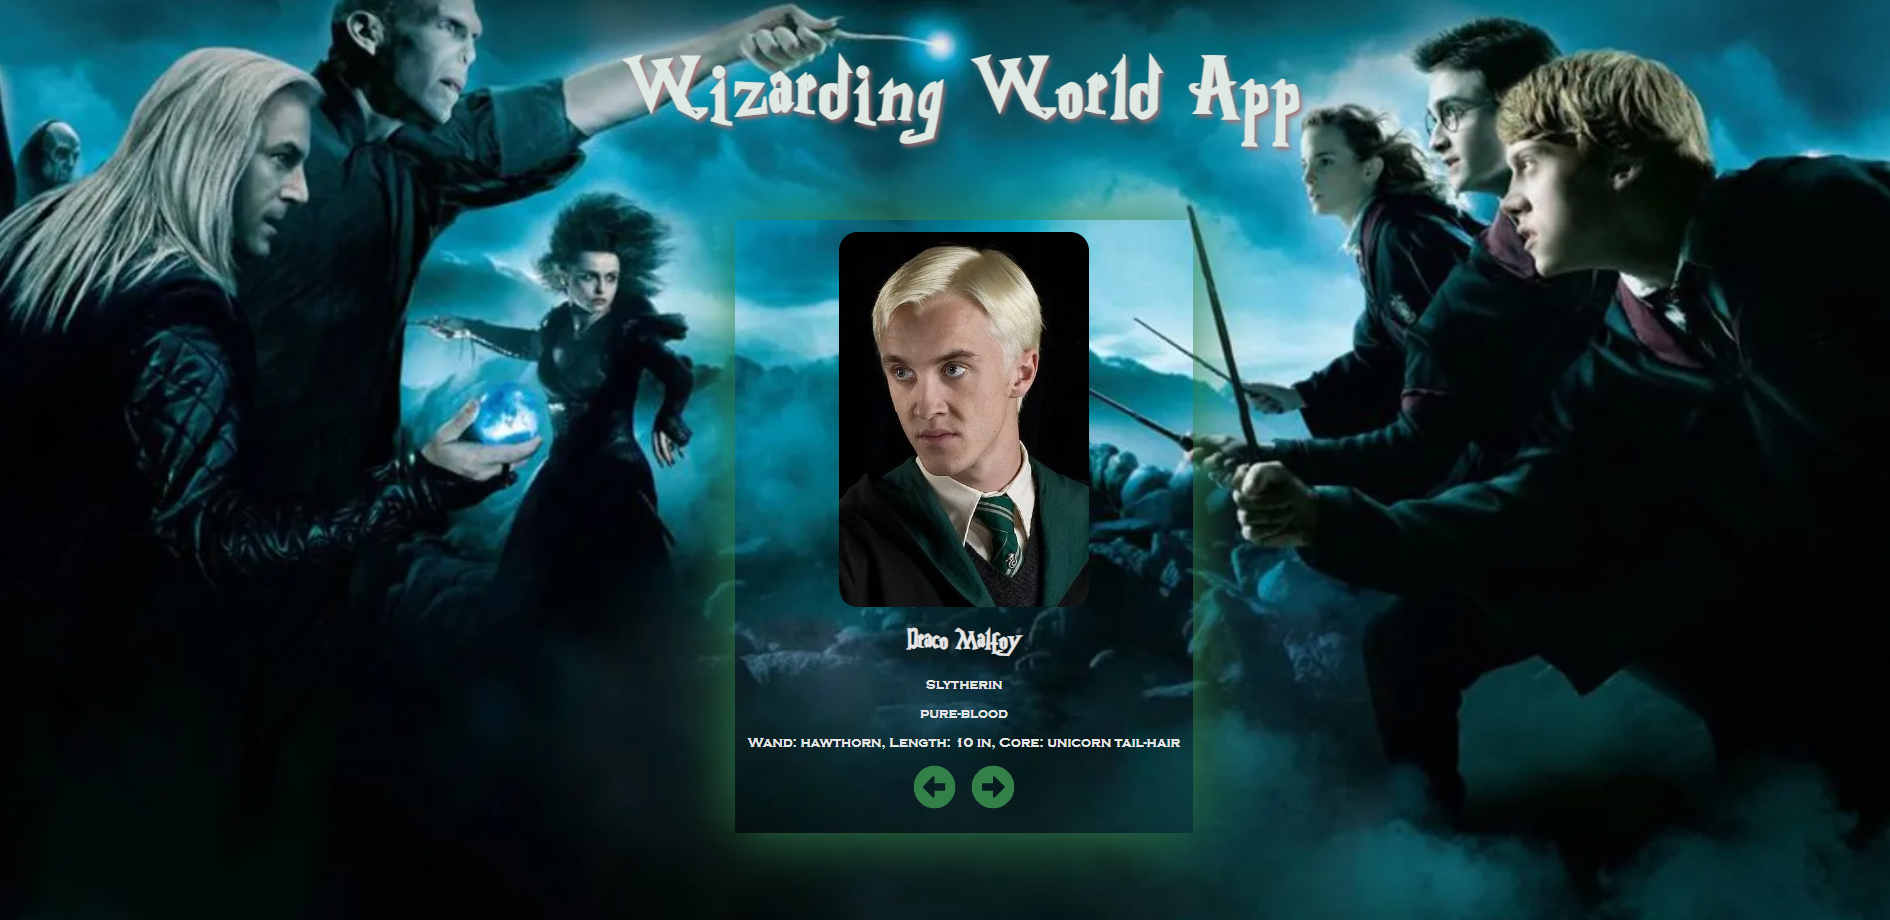 Wizarding World App
Draco Malfoy
Slytherin
pure-blood
Wand: hawthorn, Length: 10 in, Core: unicorn tail-hair